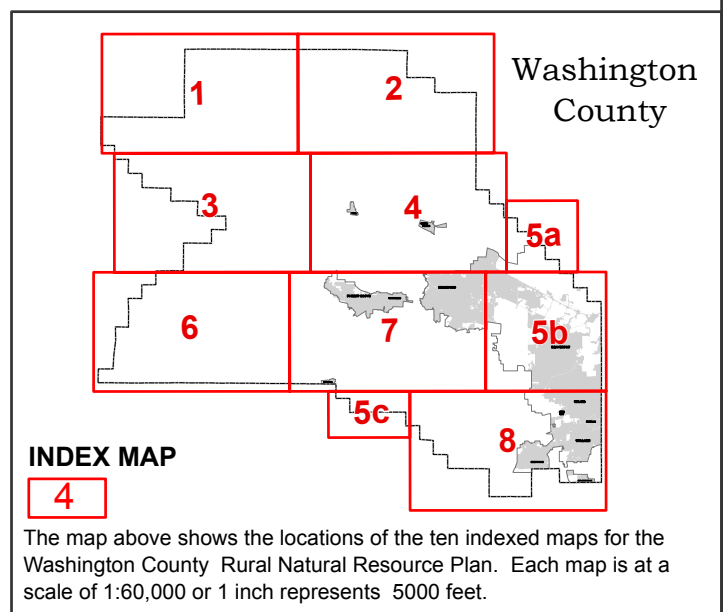 Washington
County
1
2
3
4
5a
6
7
5b
5c
8
INDEX MAP
4
The map above shows the locations of the ten indexed maps for the
Washington County Rural Natural Resource Plan. Each map is at a
scale of 1:60,000 or 1 inch represents 5000 feet.